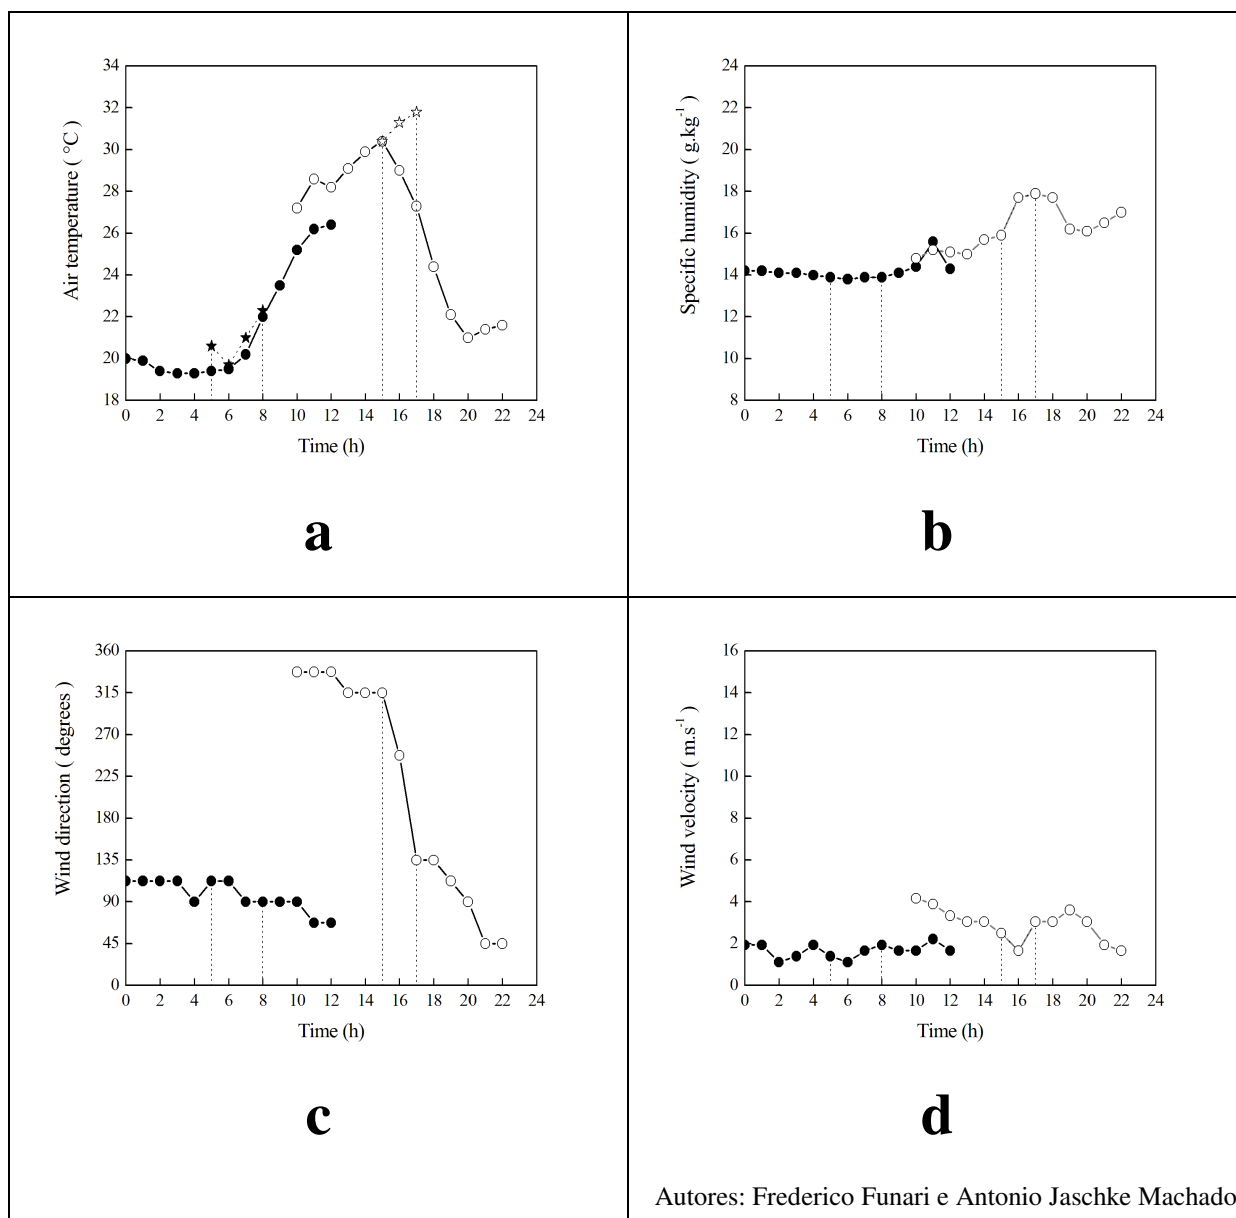 34
32
30
28
26
24
22
20
18
Air temperature ( °C )
0 2 4 6 8 10 12 14 16 18 20 22 24
Time (h)
a
24
22
20
18
16
14
12
10
8
Specific humidity ( g.kg-1 )
0 2 4 6 8 10 12 14 16 18 20 22 24
Time (h)
b
360
315
270
225
180
135
90
45
0
Wind direction ( degrees )
0 2 4 6 8 10 12 14 16 18 20 22 24
Time (h)
c
16
14
12
10
8
6
4
2
0
Wind velocity ( m.s-1 )
0 2 4 6 8 10 12 14 16 18 20 22 24
Time (h)
d
Autores: Frederico Funari e Antonio Jaschke Machado